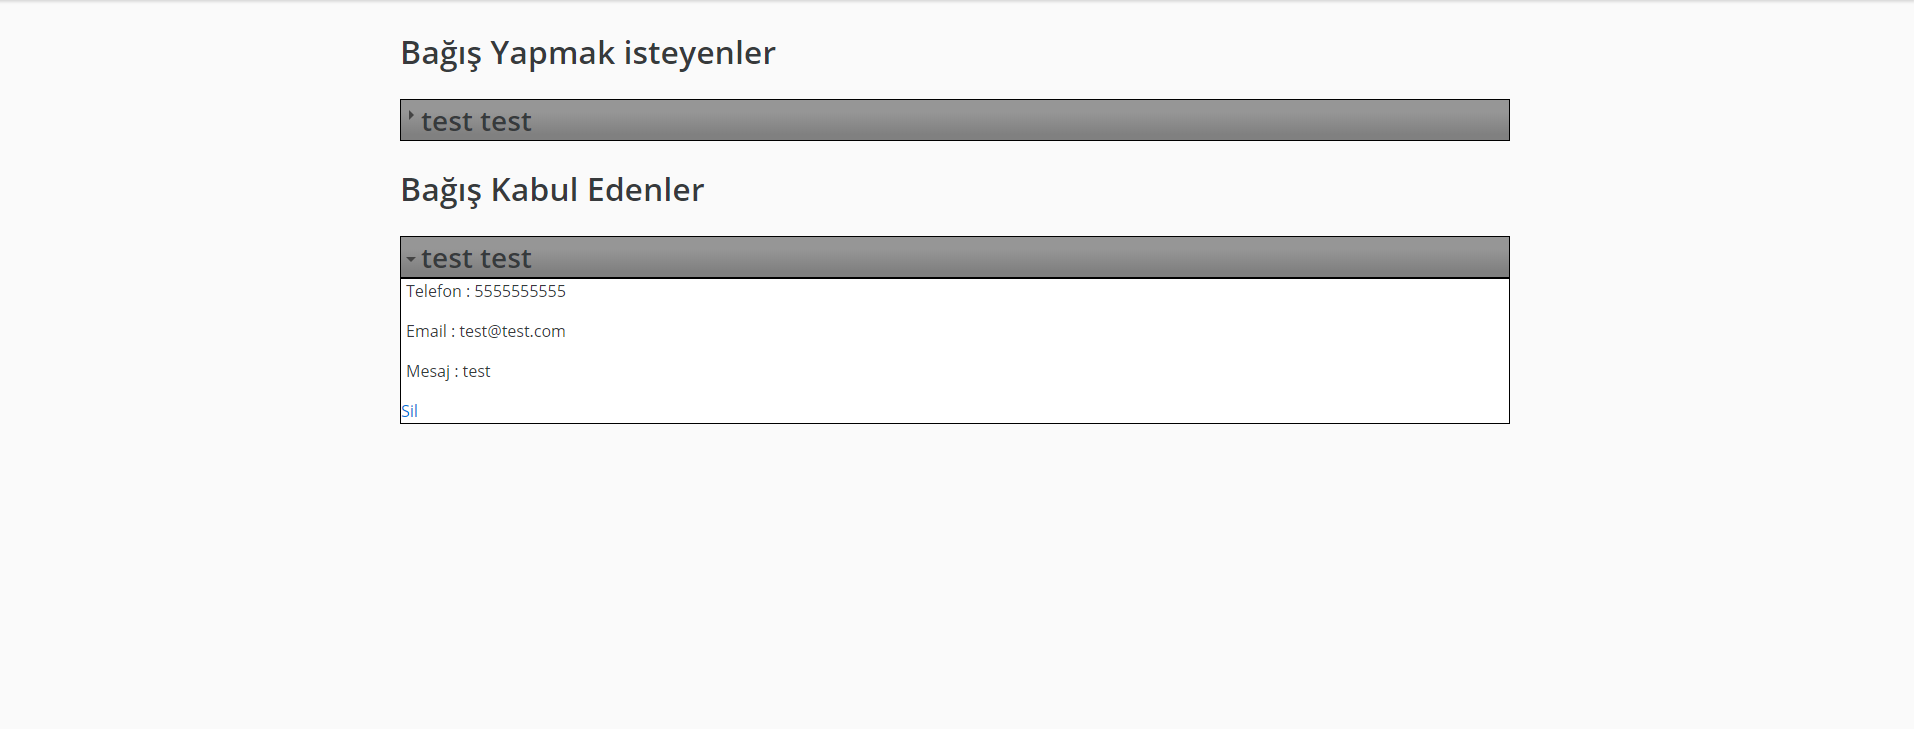 Bağış Yapmak isteyenler
test test
Bağış Kabul Edenler
test test
Telefon : 5555555555
Email : test@test.com
Mesaj : test
Sil